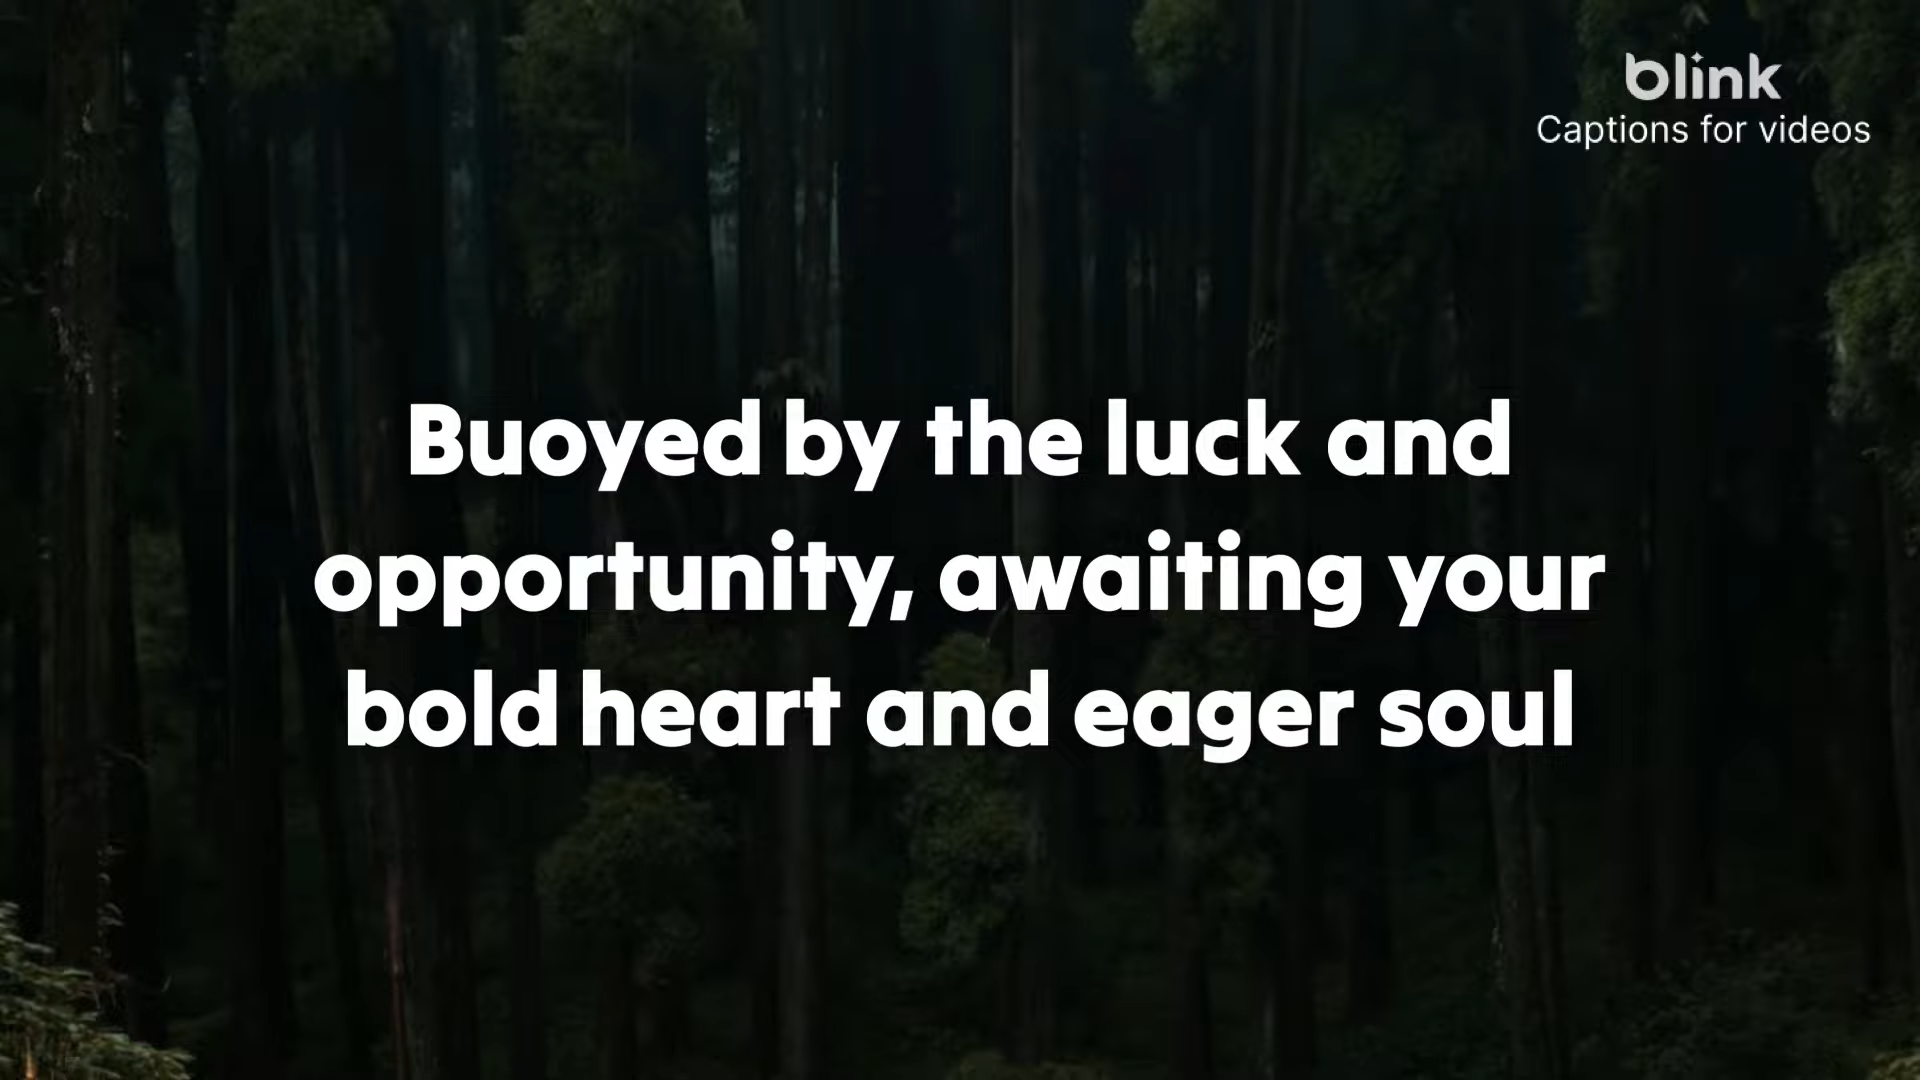 blink
Captions for videos
Buoyed by the luck and
opportunity, awaiting your
bold heart and eager soul